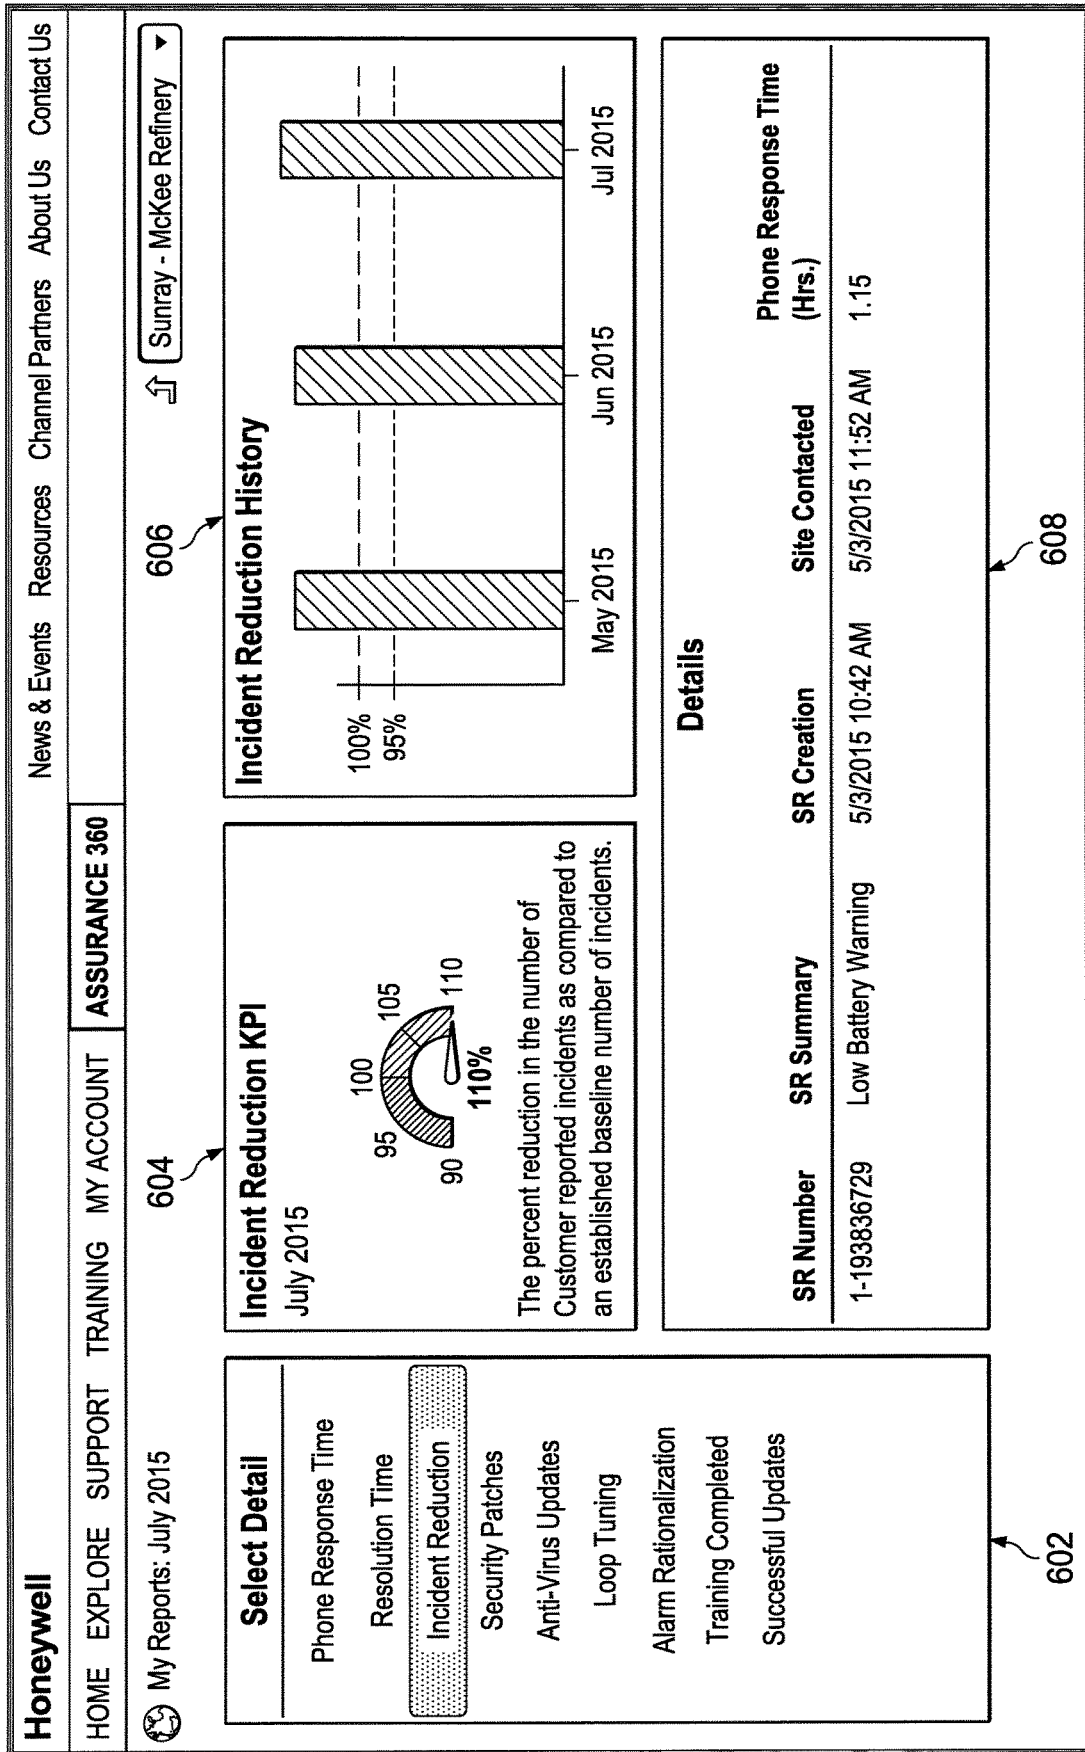 Honeywell
News & Events Resources Channel Partners About Us Contact Us
HOME EXPLORE SUPPORT TRAINING MY ACCOUNT ASSURANCE 360
My Reports: July 2015
Sunray - McKee Refinery
604
606
Select Detail
Phone Response Time
Resolution Time
Incident Reduction
Security Patches
Anti-Virus Updates
Loop Tuning
Alarm Rationalization
Training Completed
Successful Updates
602
Incident Reduction KPI
July 2015
90
95
100
105
110
110%
The percent reduction in the number of
Customer reported incidents as compared to
an established baseline number of incidents.
Incident Reduction History
100%
95%
May 2015 Jun 2015 Jul 2015
Details
SR Number SR Summary SR Creation Site Contacted Phone Response Time
(Hrs.)
1-193836729 Low Battery Warning 5/3/2015 10:42 AM 5/3/2015 11:52 AM 1.15
608